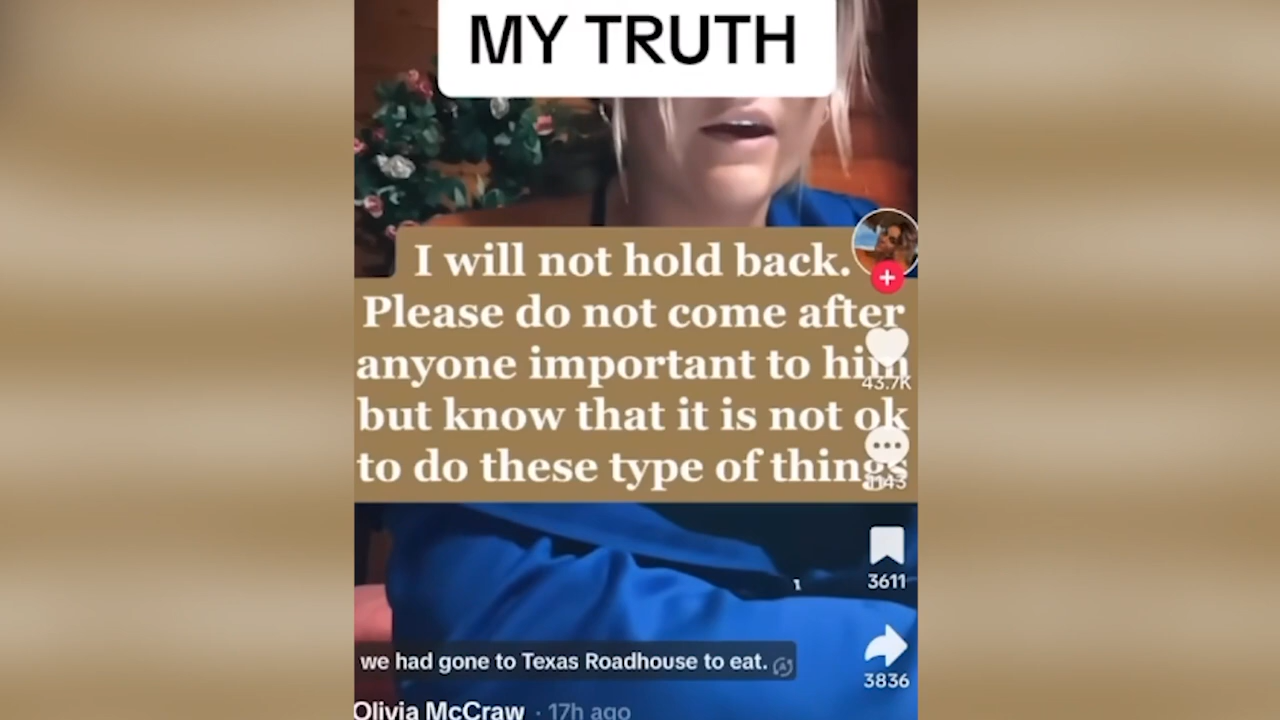 MY TRUTH
I will not hold back.
Please do not come after
anyone important to him
but know that it is not ok
to do these type of things
43.7K
1143
3611
3836
we had gone to Texas Roadhouse to eat.
Olivia McCraw · 17h ago